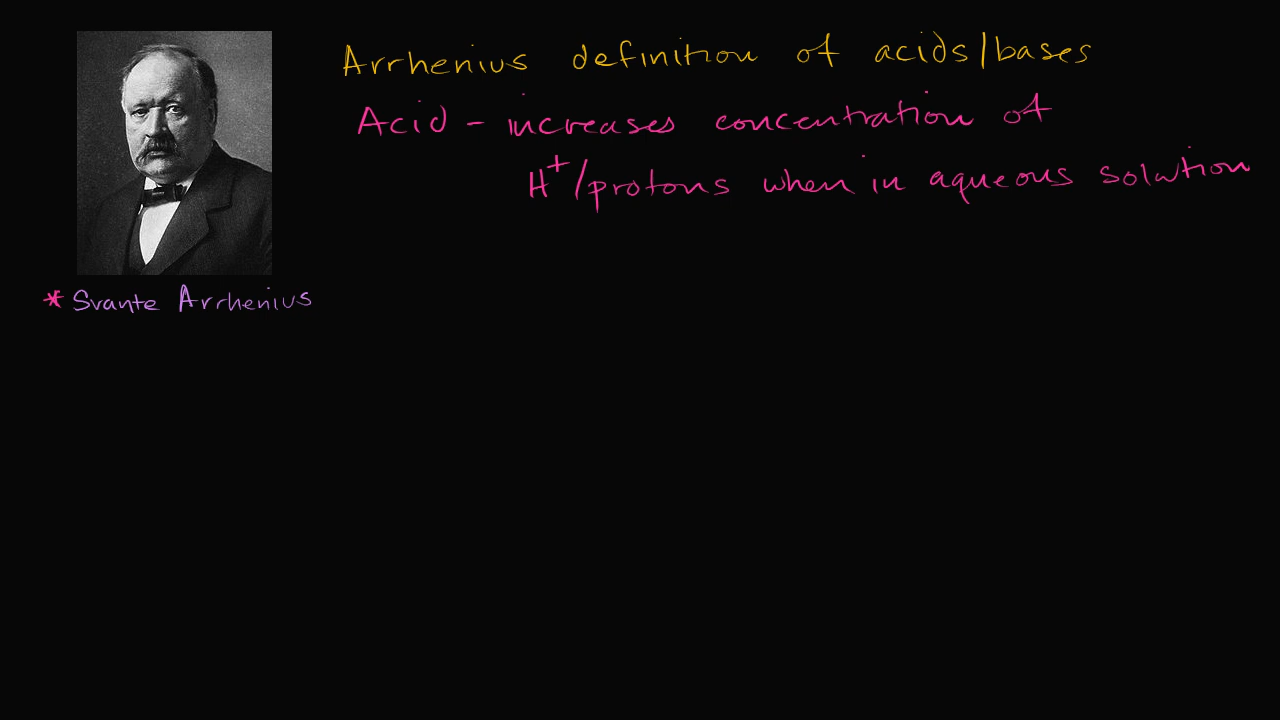 Arrhenius definition of acids/bases
Acid - increases concentration of
H⁺/protons when in aqueous solution
* Svante Arrhenius